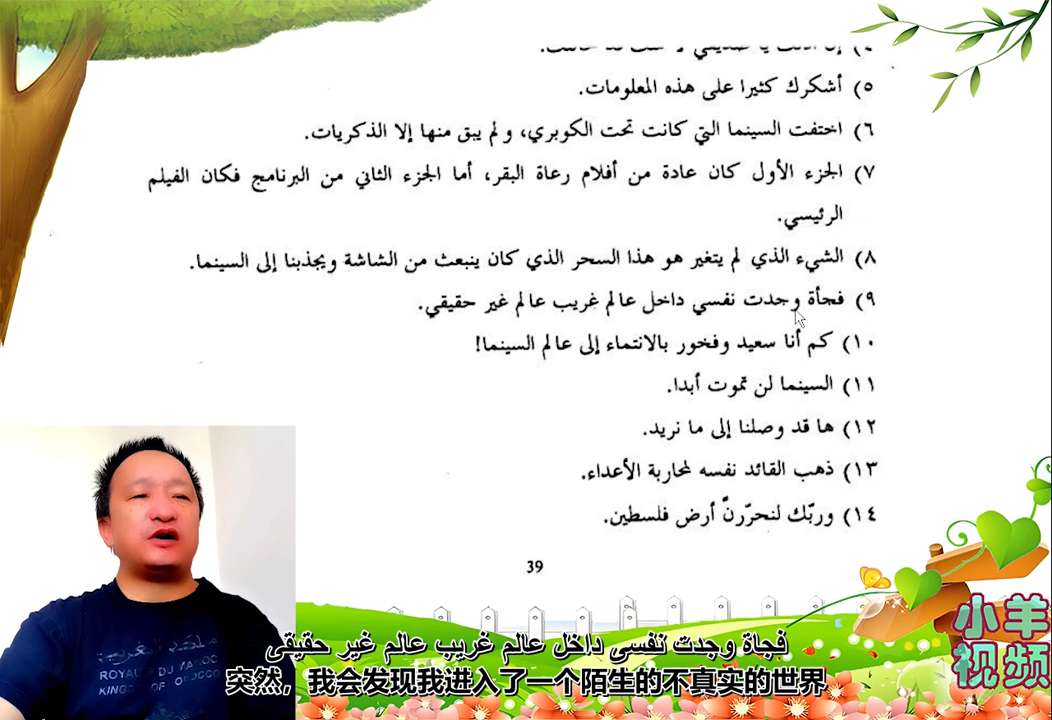 ٥) أشكرك كثيرا على هذه المعلومات.
٦) اختفت السينما التي كانت تحت الكوبري، ولم يبق منها إلا الذكريات.
٧) الجزء الأول كان عادة من أفلام رعاة البقر، أما الجزء الثاني من البرنامج فكان الفيلم
الرئيسي.
٨) الشيء الذي لم يتغير هو هذا السحر الذي كان ينبعث من الشاشة ويجذبنا إلى السينما.
٩) فجأة وجدت نفسي داخل عالم غريب عالم غير حقيقي.
١٠) كم أنا سعيد وفخور بالانتماء إلى عالم السينما!
١١) السينما لن تموت أبدا.
١٢) ها قد وصلنا إلى ما نريد.
١٣) ذهب القائد نفسه لمحاربة الأعداء.
١٤) وربّك لنحرّرنّ أرض فلسطين.
39
فجاة وجدت نفسي داخل عالم غريب عالم غير حقيقي
突然，我会发现我进入了一个陌生的不真实的世界
小羊
视频